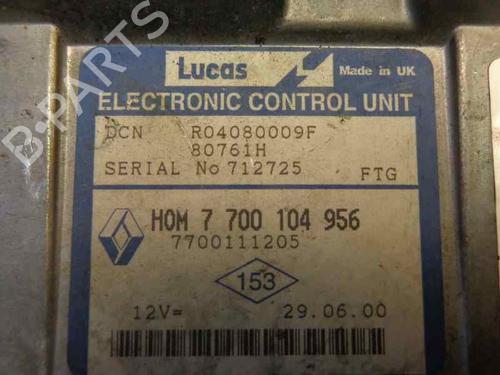 Lucas
Made in UK
ELECTRONIC CONTROL UNIT
DCN R04080009F
80761H
SERIAL No 712725 FTG
HOM 7 700 104 956
7700111205
153
12V= 29.06.00